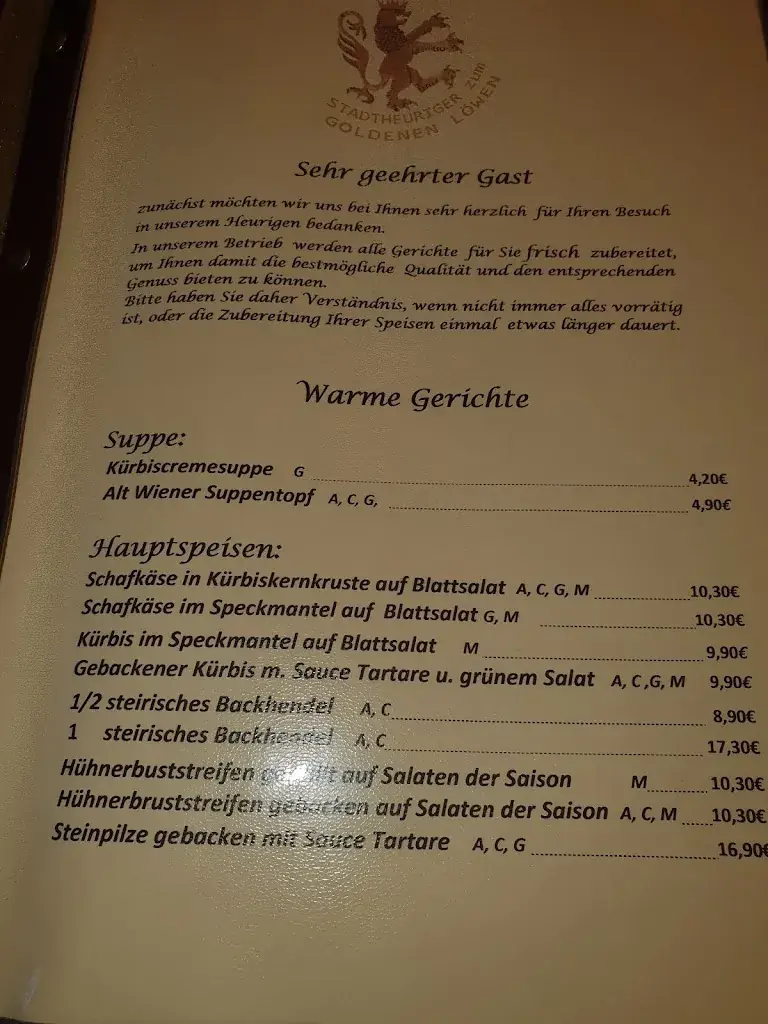 STADTHEURIGER ZUM
GOLDENEN LÖWEN
Sehr geehrter Gast
zunächst möchten wir uns bei Ihnen sehr herzlich für Ihren Besuch
in unserem Heurigen bedanken.
In unserem Betrieb werden alle Gerichte für Sie frisch zubereitet,
um Ihnen damit die bestmögliche Qualität und den entsprechenden
Genuss bieten zu können.
Bitte haben Sie daher Verständnis, wenn nicht immer alles vorrätig
ist, oder die Zubereitung Ihrer Speisen einmal etwas länger dauert.
Warme Gerichte
Suppe:
Kürbiscremesuppe G 4,20€
Alt Wiener Suppentopf A, C, G, 4,90€
Hauptspeisen:
Schafkäse in Kürbiskernkruste auf Blattsalat A, C, G, M 10,30€
Schafkäse im Speckmantel auf Blattsalat G, M 10,30€
Kürbis im Speckmantel auf Blattsalat M 9,90€
Gebackener Kürbis m. Sauce Tartare u. grünem Salat A, C ,G, M 9,90€
1/2 steirisches Backhendel A, C 8,90€
1 steirisches Backhendel A, C 17,30€
Hühnerbuststreifen auf Salaten der Saison M 10,30€
Hühnerbruststreifen gebacken auf Salaten der Saison A, C, M 10,30€
Steinpilze gebacken mit Sauce Tartare A, C, G 16,90€